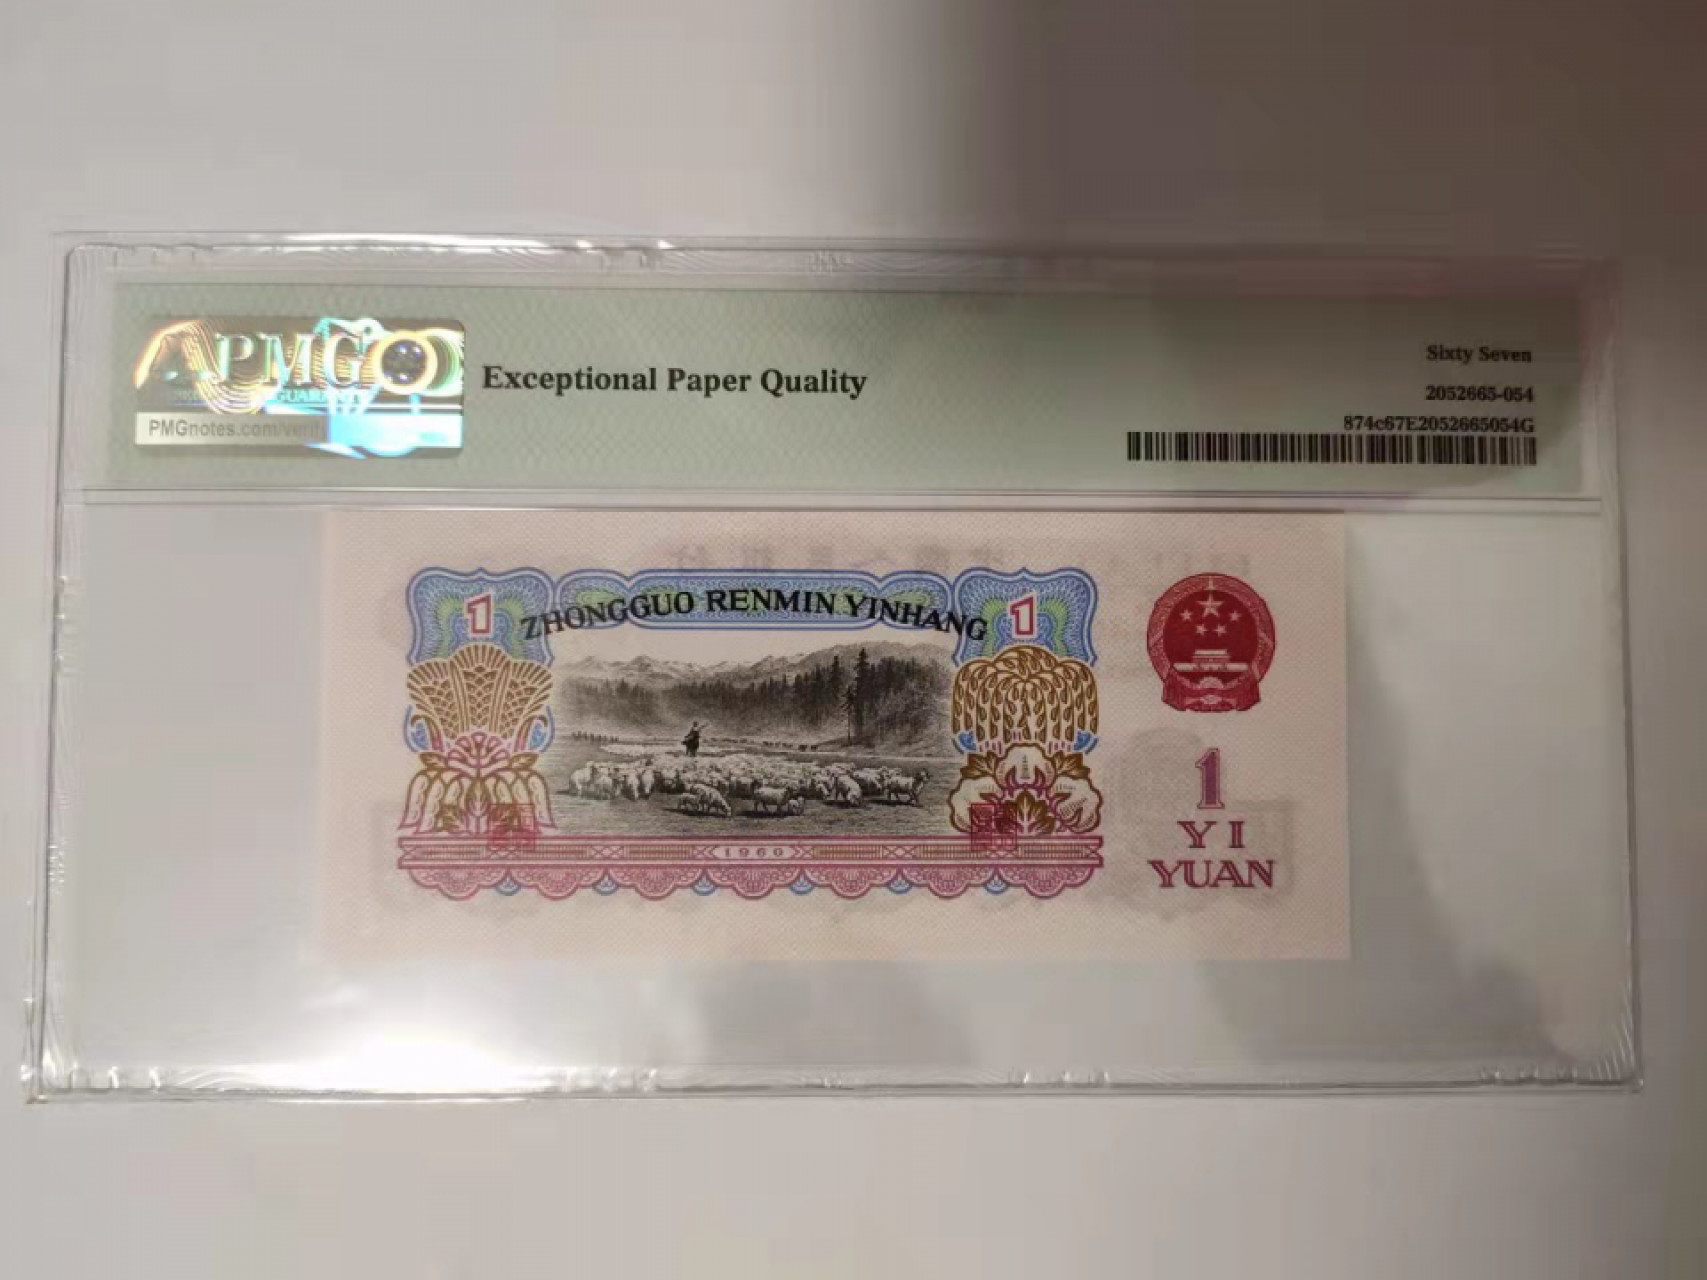 PMG
GUARANTY
PMGnotes.com/verify
Exceptional Paper Quality
Sixty Seven
2052665-054
874c67E2052665054G
ZHONGGUO RENMIN YINHANG
1
1
1960
1
YI
YUAN